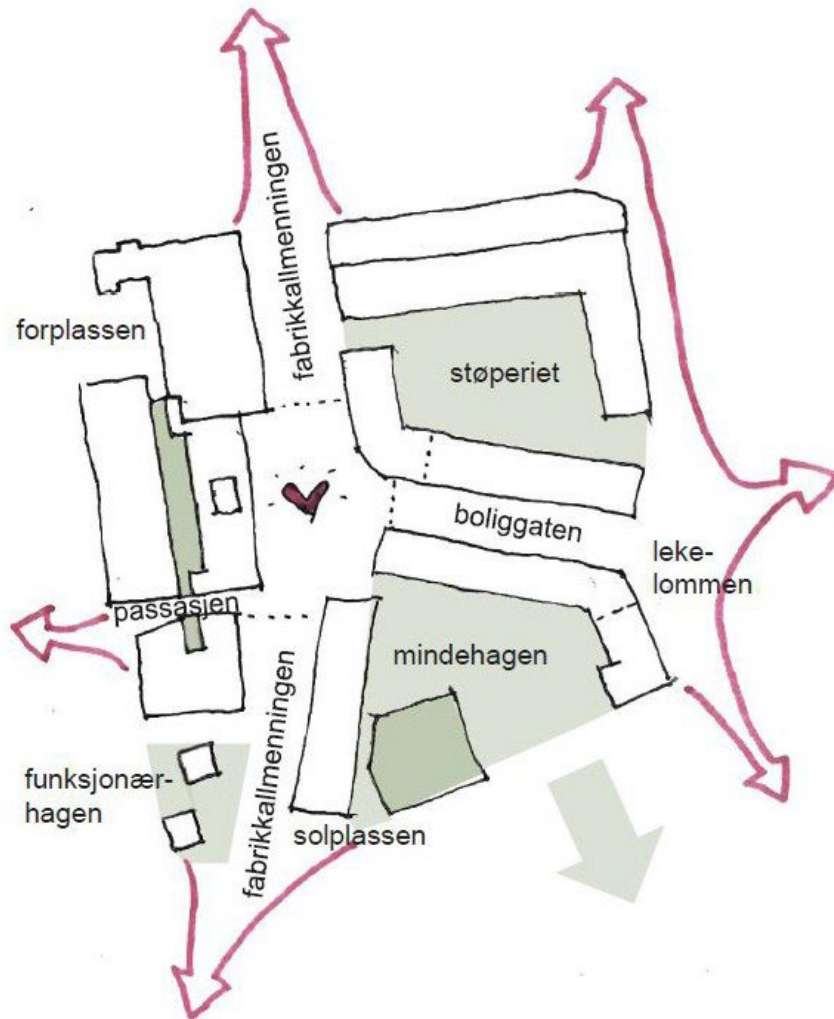 fabrikkallmenningen
forplassen
støperiet
boliggaten
leke-
lommen
passasjen
mindehagen
fabrikkallmenningen
funksjonær-
hagen
solplassen